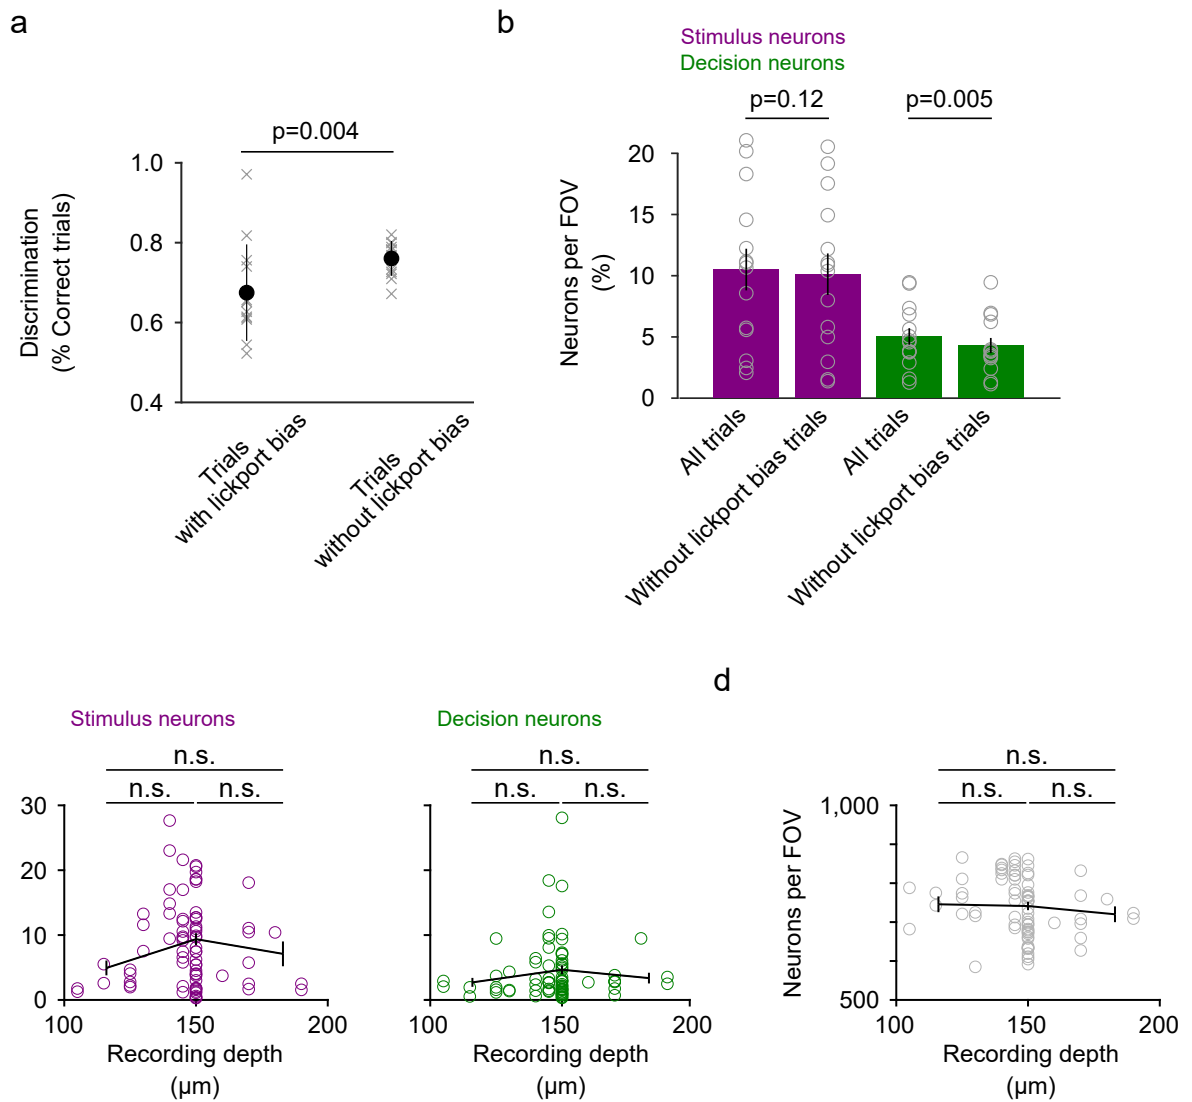 a
p=0.004
Discrimination
(% Correct trials)
1.0
0.8
0.6
0.4
Trials
with lickport bias
Trials
without lickport bias
b
Stimulus neurons
Decision neurons
p=0.12
p=0.005
Neurons per FOV
(%)
20
15
10
5
0
All trials
Without lickport bias trials
All trials
Without lickport bias trials
Stimulus neurons
n.s.
n.s.
n.s.
30
20
10
0
100
150
200
Recording depth
(µm)
Decision neurons
n.s.
n.s.
n.s.
100
150
200
Recording depth
(µm)
d
n.s.
n.s.
n.s.
Neurons per FOV
1,000
500
100
150
200
Recording depth
(µm)